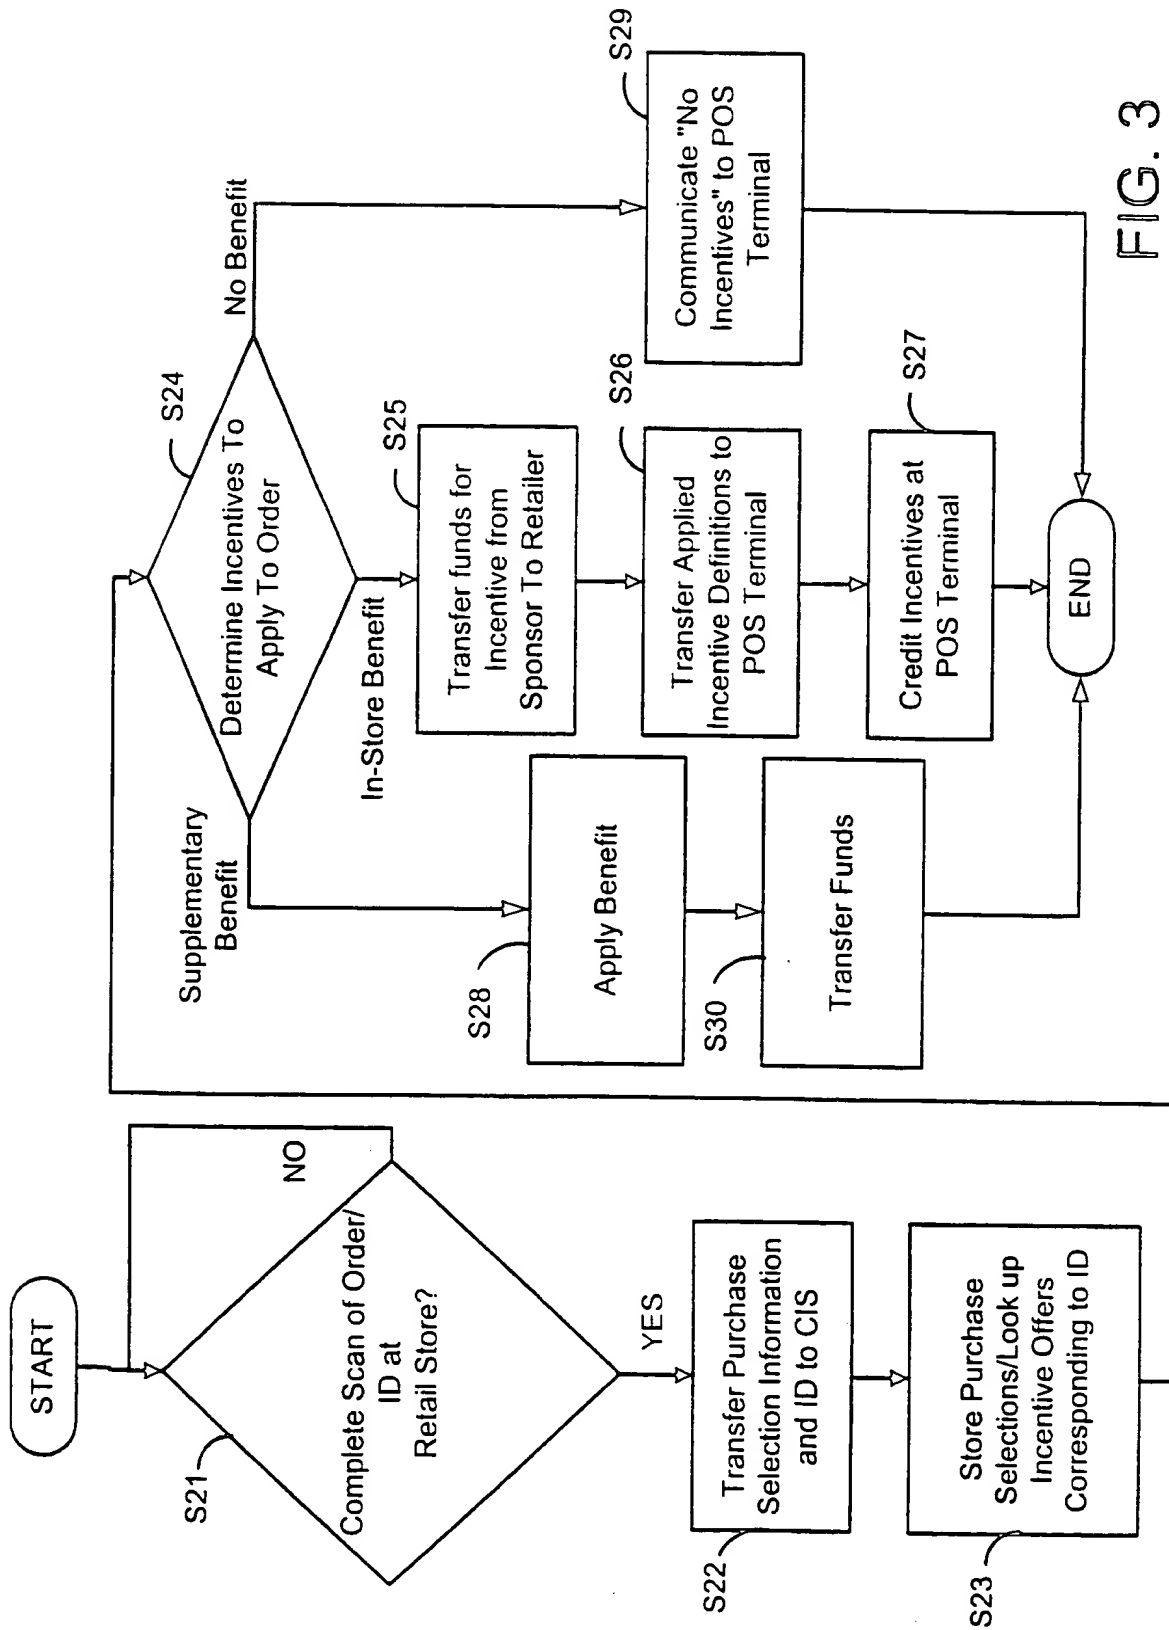 START
S21
Complete Scan of Order/
ID at
Retail Store?
NO
YES
S22
Transfer Purchase
Selection Information
and ID to CIS
S23
Store Purchase
Selections/Look up
Incentive Offers
Corresponding to ID
S24
Determine Incentives To
Apply To Order
Supplementary
Benefit
In-Store Benefit
No Benefit
S28
Apply Benefit
S30
Transfer Funds
S25
Transfer funds for
Incentive from
Sponsor To Retailer
S26
Transfer Applied
Incentive Definitions to
POS Terminal
S27
Credit Incentives at
POS Terminal
S29
Communicate "No
Incentives" to POS
Terminal
END
FIG. 3